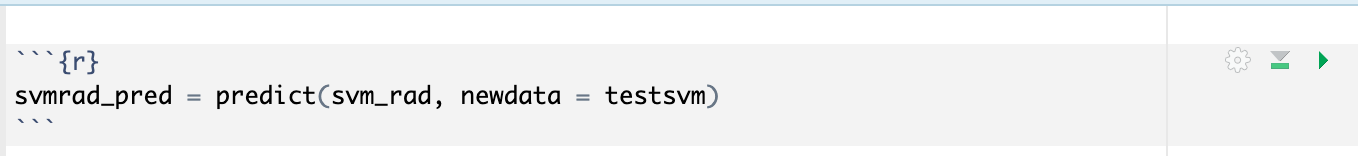 ```{r}
svmrad_pred = predict(svm_rad, newdata = testsvm)
```